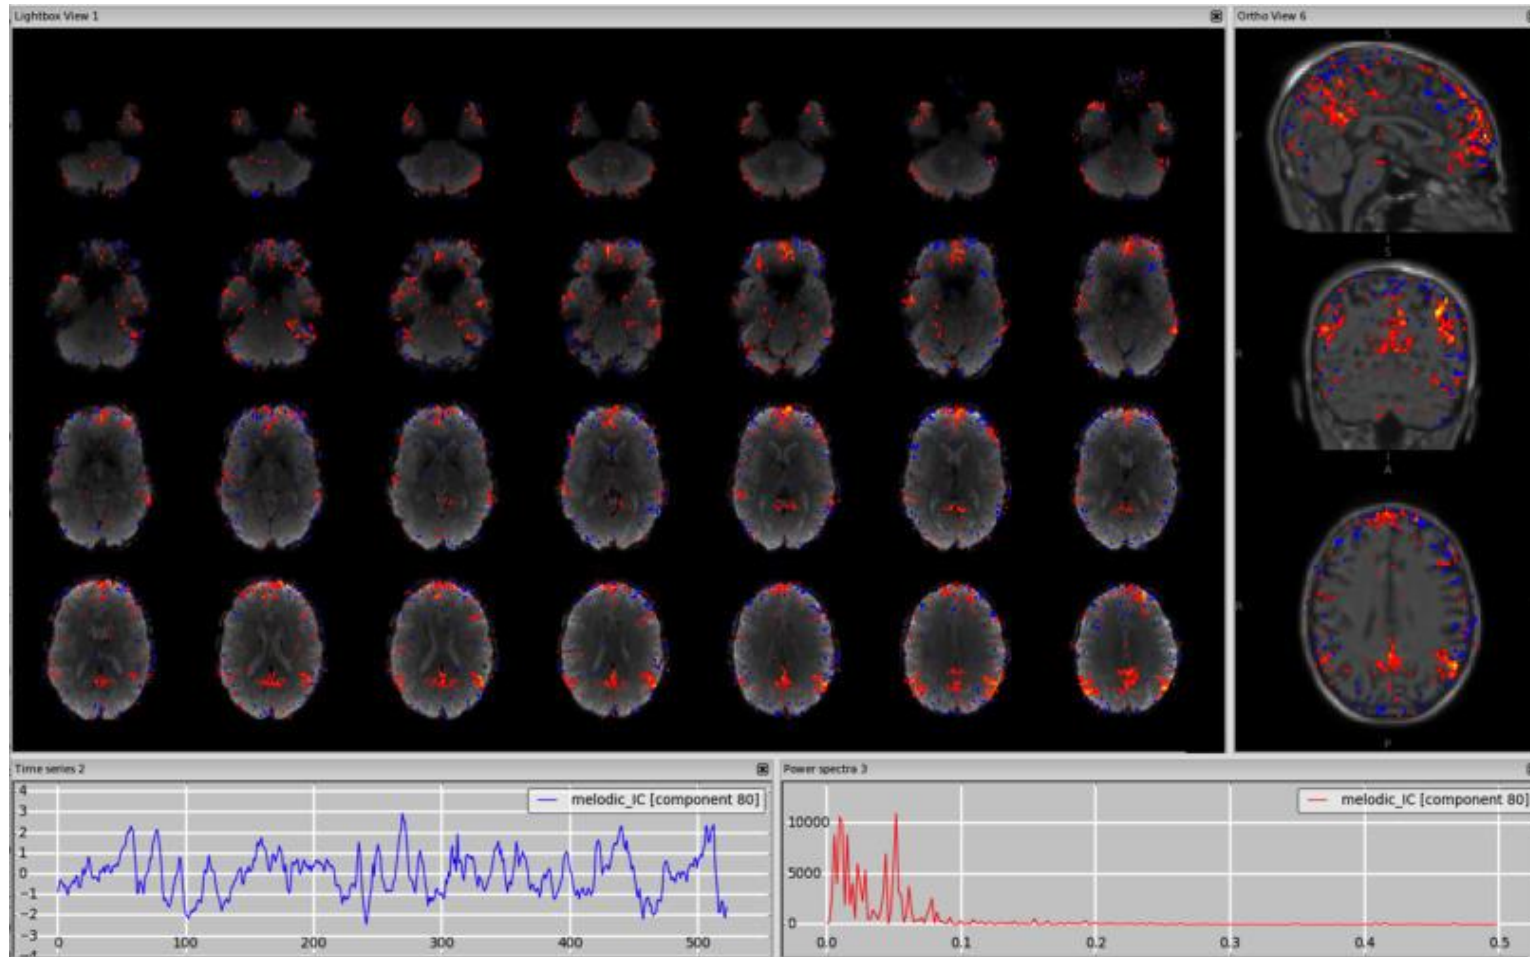 Lightbox View 1
Ortho View 6
S
P
I
S
R
I
A
R
P
Time series 2
melodic_IC [component 80]
4
3
2
1
0
−1
−2
−3
−4
0
100
200
300
400
500
Power spectra 3
melodic_IC [component 80]
10000
5000
0
0.0
0.1
0.2
0.3
0.4
0.5